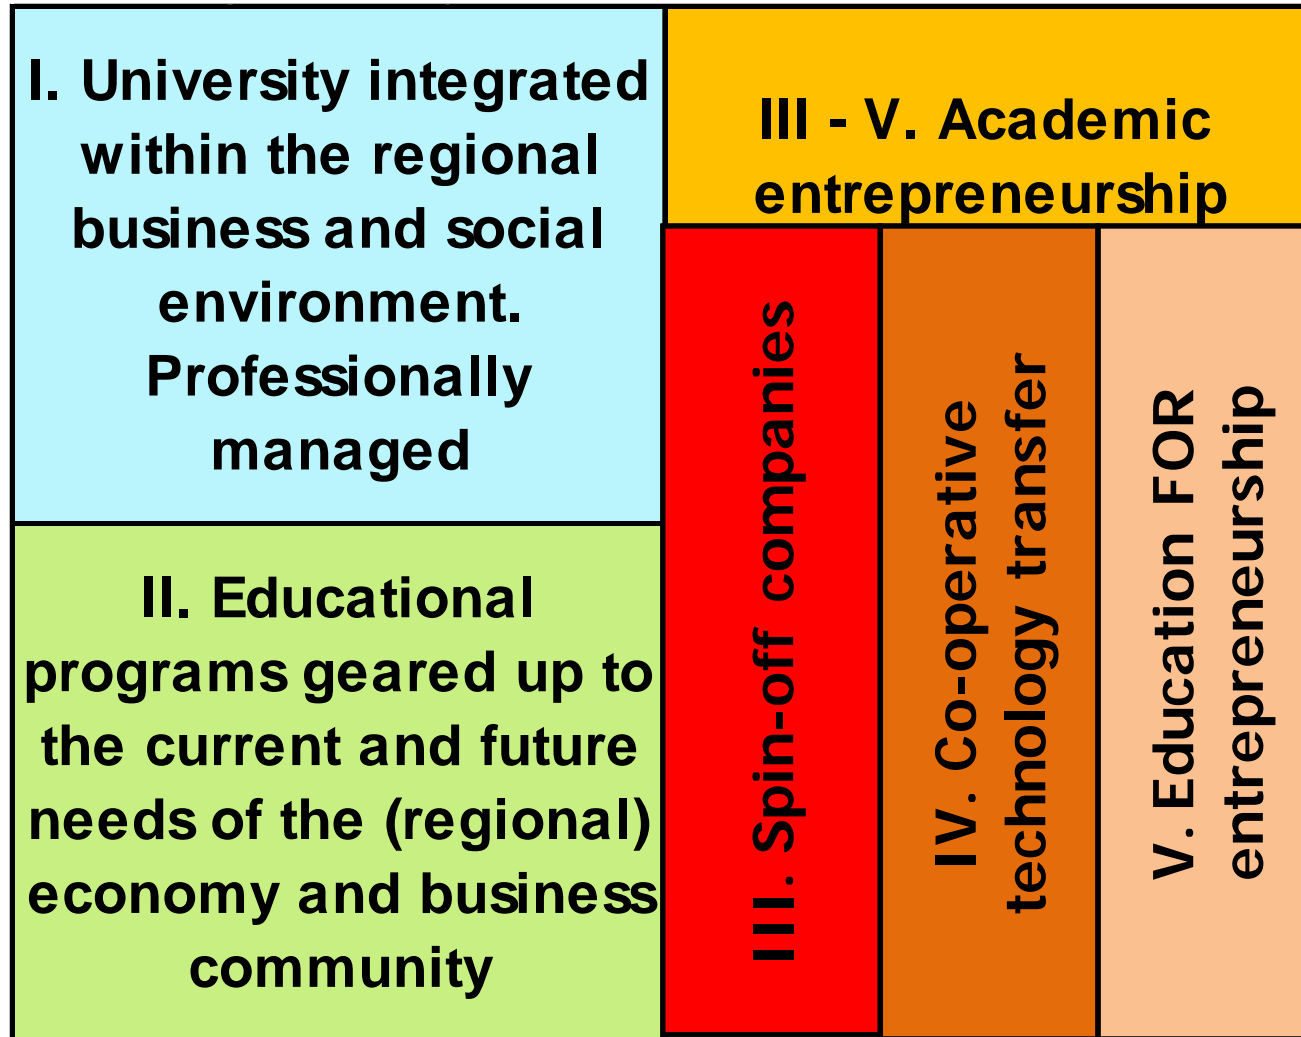 I. University integrated
within the regional
business and social
environment.
Professionally
managed
II. Educational
programs geared up to
the current and future
needs of the (regional)
economy and business
community
III - V. Academic
entrepreneurship
III. Spin-off companies
IV. Co-operative
technology transfer
V. Education FOR
entrepreneurship